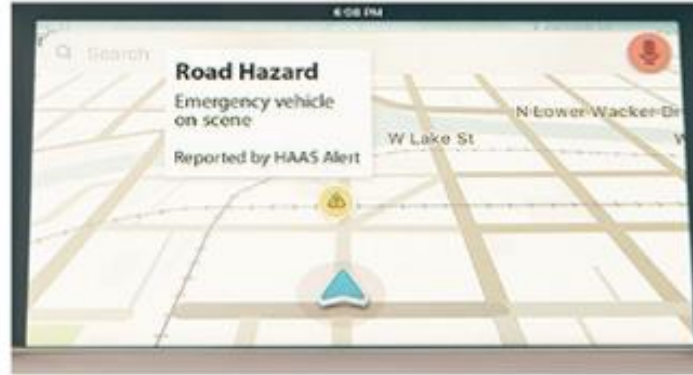 6:08 PM
Search
Road Hazard
Emergency vehicle
on scene
Reported by HAAS Alert
N Lower Wacker Dr
W Lake St
W